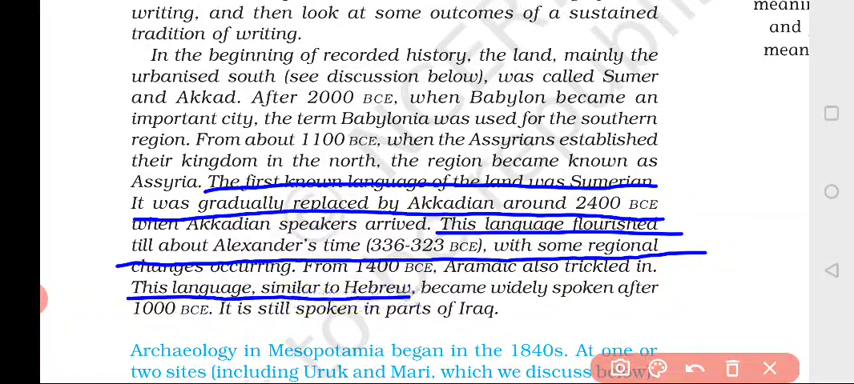 writing, and then look at some outcomes of a sustained
tradition of writing.
In the beginning of recorded history, the land, mainly the
urbanised south (see discussion below), was called Sumer
and Akkad. After 2000 BCE, when Babylon became an
important city, the term Babylonia was used for the southern
region. From about 1100 BCE, when the Assyrians established
their kingdom in the north, the region became known as
Assyria. The first known language of the land was Sumerian.
It was gradually replaced by Akkadian around 2400 BCE
when Akkadian speakers arrived. This language flourished
till about Alexander's time (336-323 BCE), with some regional
changes occurring. From 1400 BCE, Aramaic also trickled in.
This language, similar to Hebrew, became widely spoken after
1000 BCE. It is still spoken in parts of Iraq.
Archaeology in Mesopotamia began in the 1840s. At one or
two sites (including Uruk and Mari, which we discuss below),
and
mean